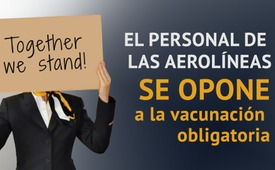 Together
we stand!
EL PERSONAL DE
LAS AEROLÍNEAS
SE OPONE
a la vacunación
obligatoria